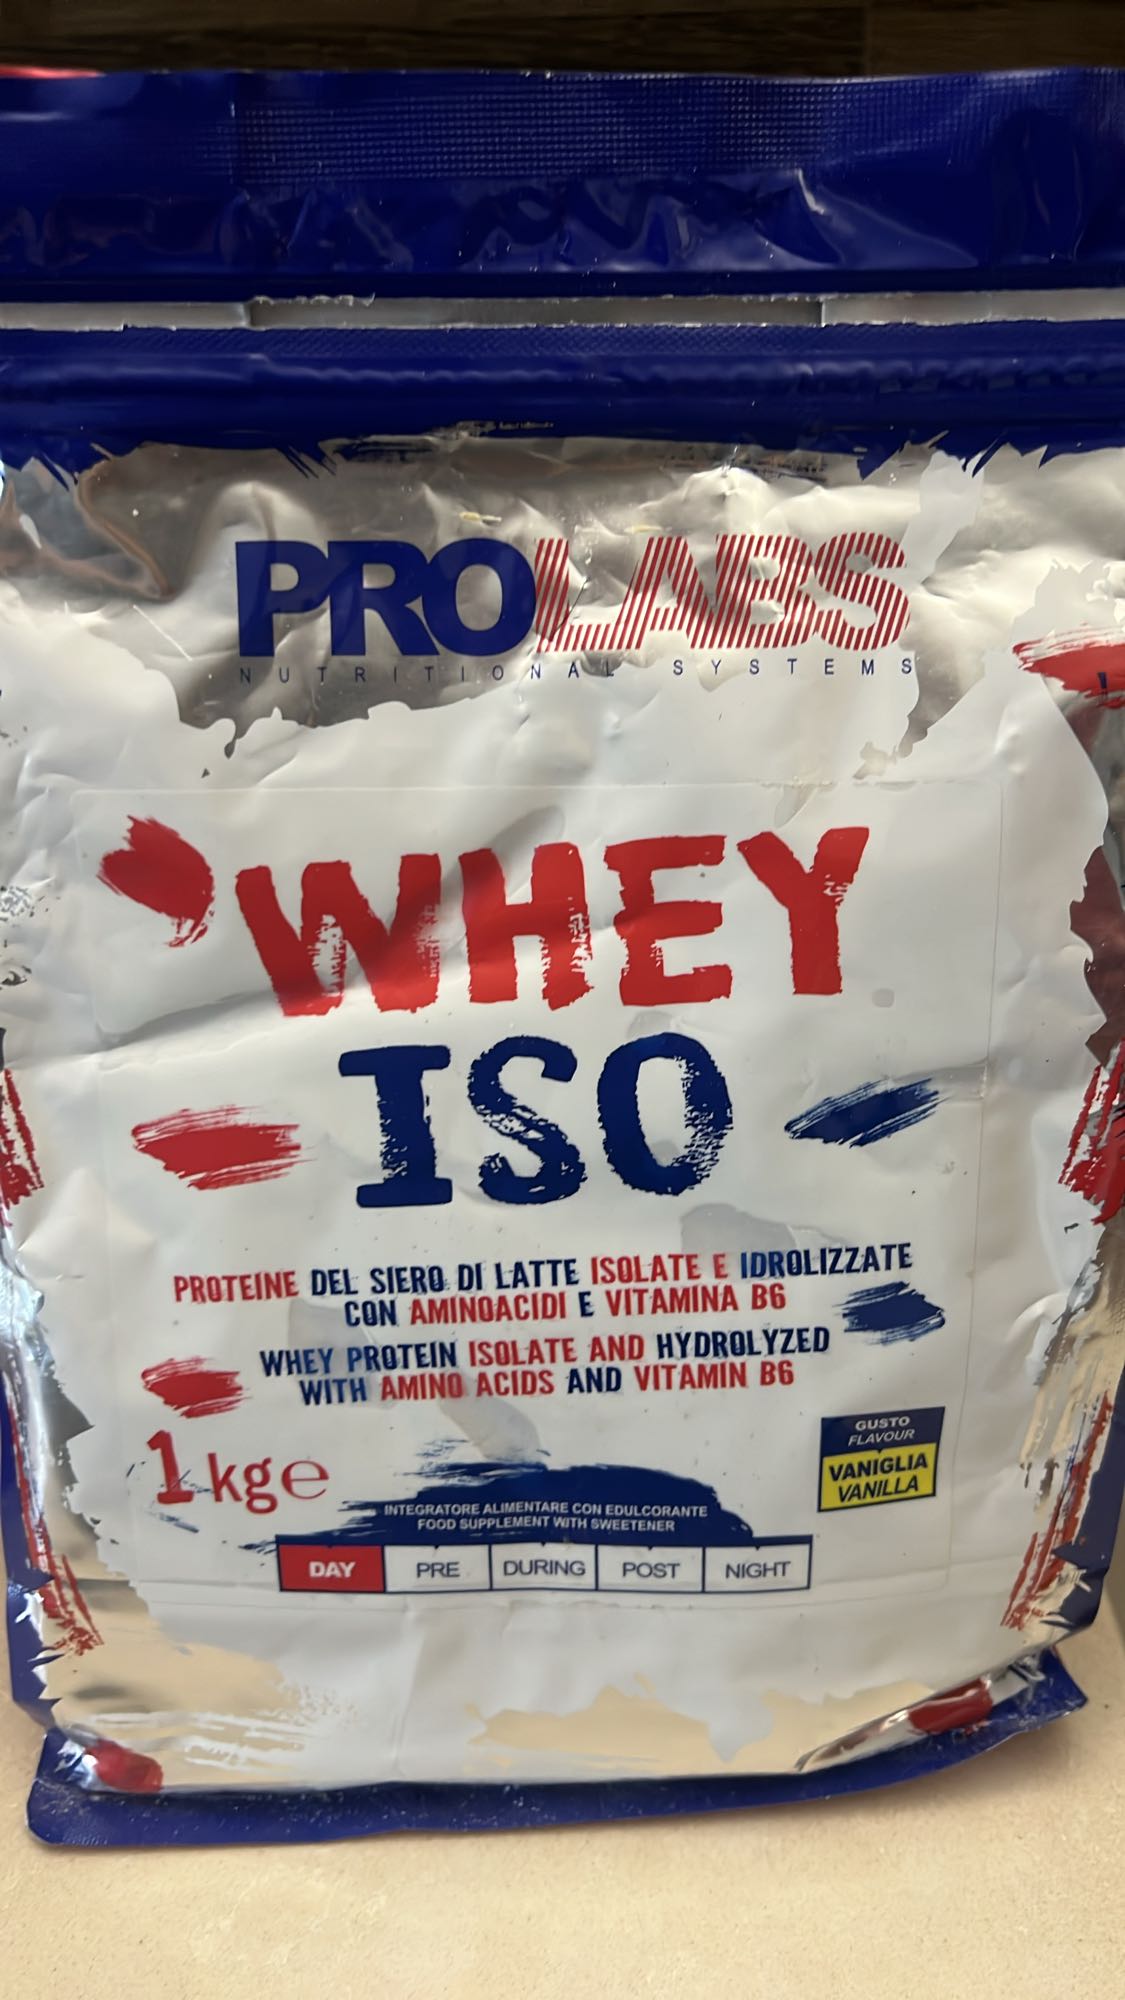 PROLABS
NUTRITIONAL SYSTEMS
WHEY
ISO
PROTEINE DEL SIERO DI LATTE ISOLATE E IDROLIZZATE
CON AMINOACIDI E VITAMINA B6
WHEY PROTEIN ISOLATE AND HYDROLYZED
WITH AMINO ACIDS AND VITAMIN B6
1 kg e
GUSTO
FLAVOUR
VANIGLIA
VANILLA
INTEGRATORE ALIMENTARE CON EDULCORANTE
FOOD SUPPLEMENT WITH SWEETENER
DAY PRE DURING POST NIGHT